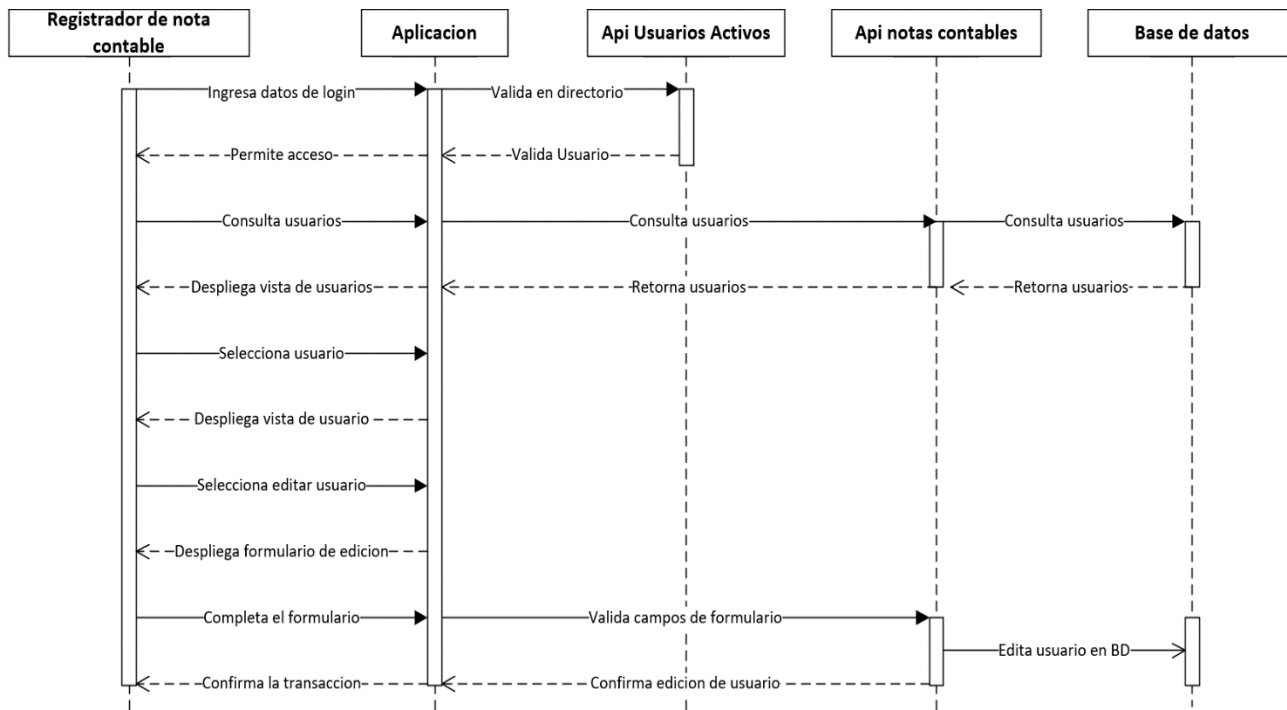 Registrador de nota
contable
Aplicacion
Api Usuarios Activos
Api notas contables
Base de datos
Ingresa datos de login
Valida en directorio
Permite acceso
Valida Usuario
Consulta usuarios
Consulta usuarios
Consulta usuarios
Despliega vista de usuarios
Retorna usuarios
Retorna usuarios
Selecciona usuario
Despliega vista de usuario
Selecciona editar usuario
Despliega formulario de edicion
Completa el formulario
Valida campos de formulario
Edita usuario en BD
Confirma la transaccion
Confirma edicion de usuario